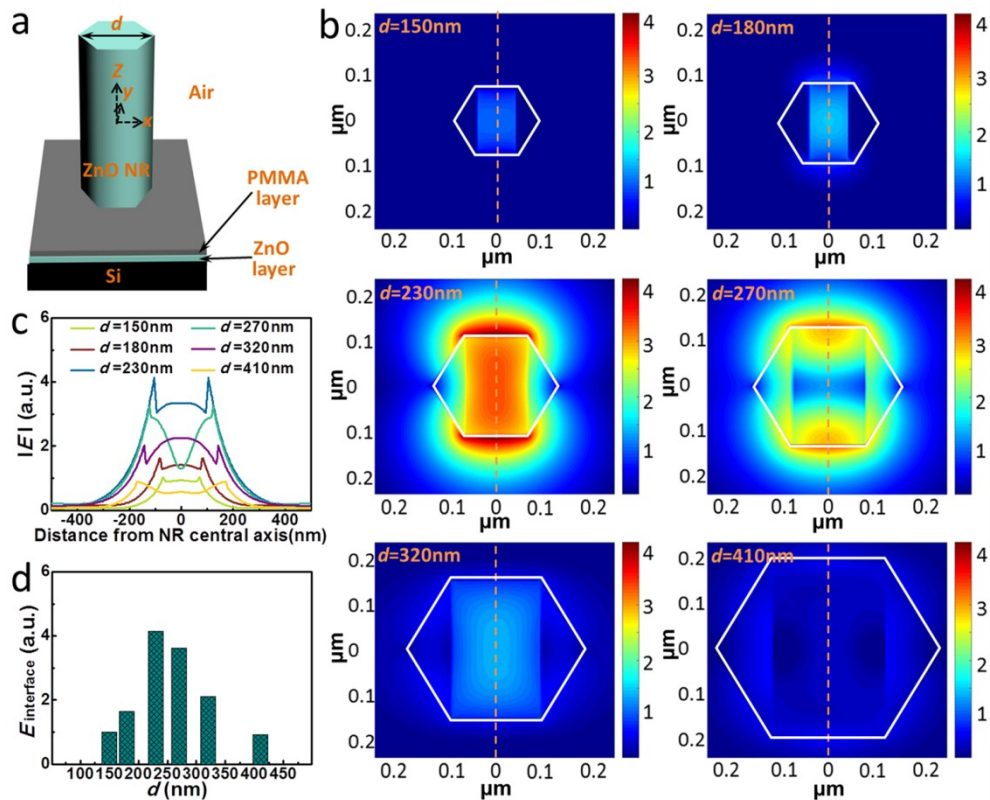 a
d
Z
y
x
Air
ZnO NR
PMMA
layer
ZnO
layer
Si
b
d=150nm
0.2
0.1
0
0.1
0.2
μm
0.2 0.1 0 0.1 0.2
μm
4
3
2
1
d=180nm
0.2
0.1
0
0.1
0.2
μm
0.2 0.1 0 0.1 0.2
μm
4
3
2
1
d=230nm
0.2
0.1
0
0.1
0.2
μm
0.2 0.1 0 0.1 0.2
μm
4
3
2
1
d=270nm
0.2
0.1
0
0.1
0.2
μm
0.2 0.1 0 0.1 0.2
μm
4
3
2
1
d=320nm
0.2
0.1
0
0.1
0.2
μm
0.2 0.1 0 0.1 0.2
μm
4
3
2
1
d=410nm
0.2
0.1
0
0.1
0.2
μm
0.2 0.1 0 0.1 0.2
μm
4
3
2
1
c
6
4
2
0
|E| (a.u.)
d=150nm d=270nm
d=180nm d=320nm
d=230nm d=410nm
-400 -200 0 200 400
Distance from NR central axis(nm)
d
6
4
2
0
E interface (a.u.)
100 150 200 250 300 350 400 450
d (nm)